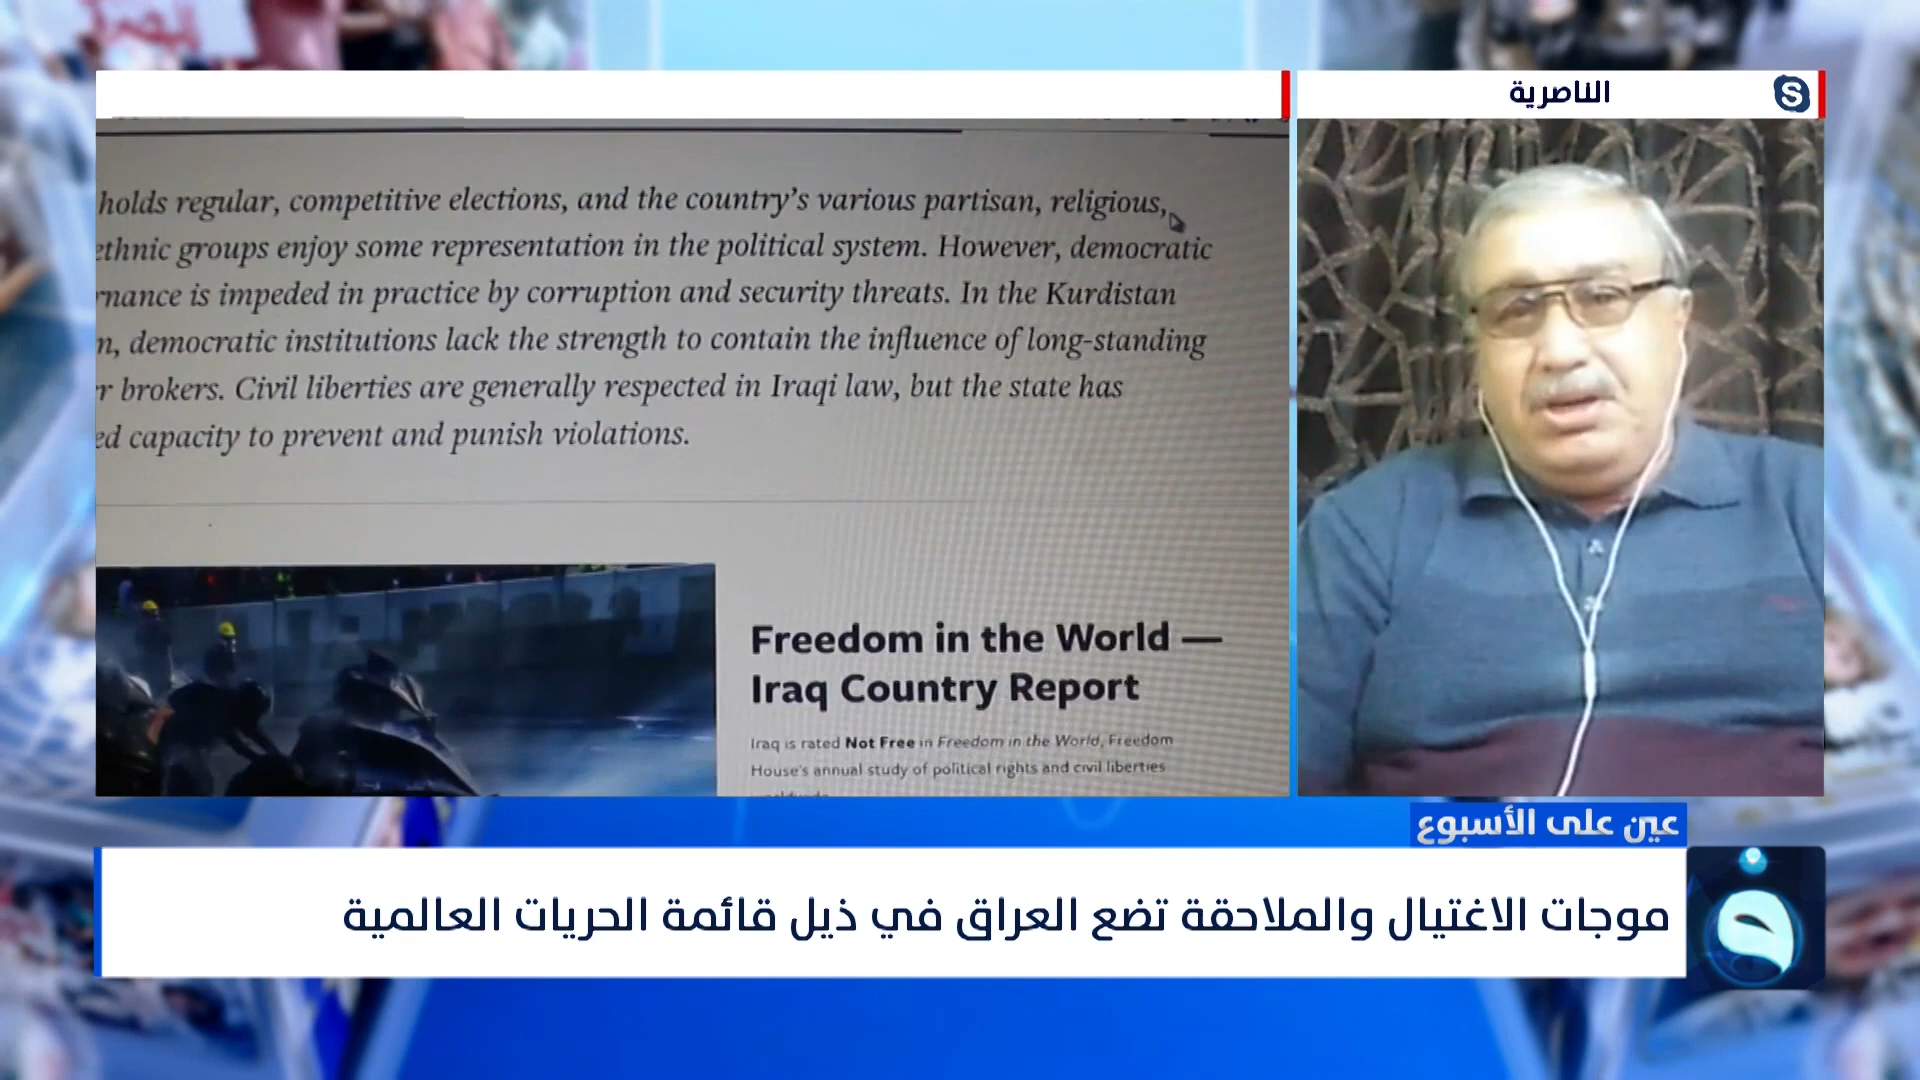 الناصرية
holds regular, competitive elections, and the country's various partisan, religious,
ethnic groups enjoy some representation in the political system. However, democratic
rnance is impeded in practice by corruption and security threats. In the Kurdistan
n, democratic institutions lack the strength to contain the influence of long-standing
r brokers. Civil liberties are generally respected in Iraqi law, but the state has
ed capacity to prevent and punish violations.
Freedom in the World —
Iraq Country Report
Iraq is rated Not Free in Freedom in the World, Freedom
House's annual study of political rights and civil liberties
عين على الأسبوع
موجات الاغتيال والملاحقة تضع العراق في ذيل قائمة الحريات العالمية